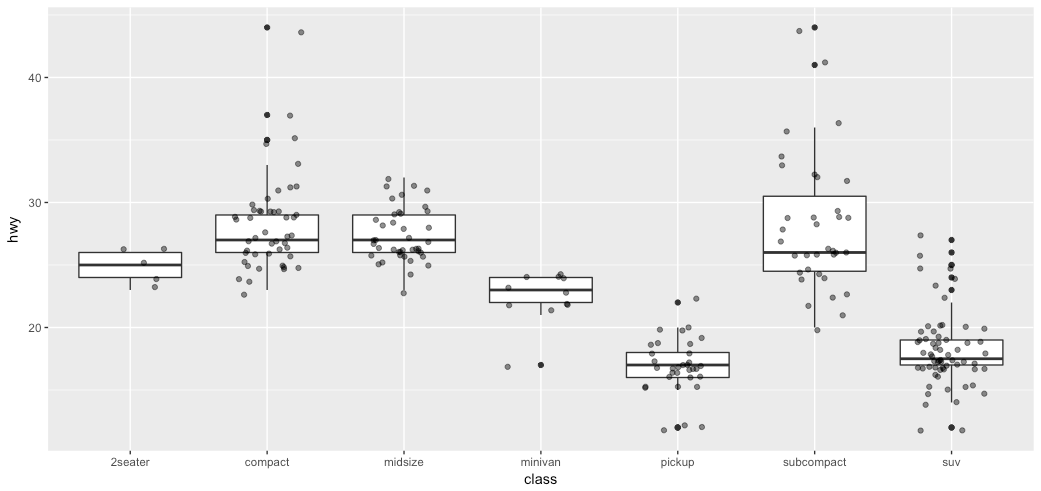 hwy
40
30
20
2seater compact midsize minivan pickup subcompact suv
class